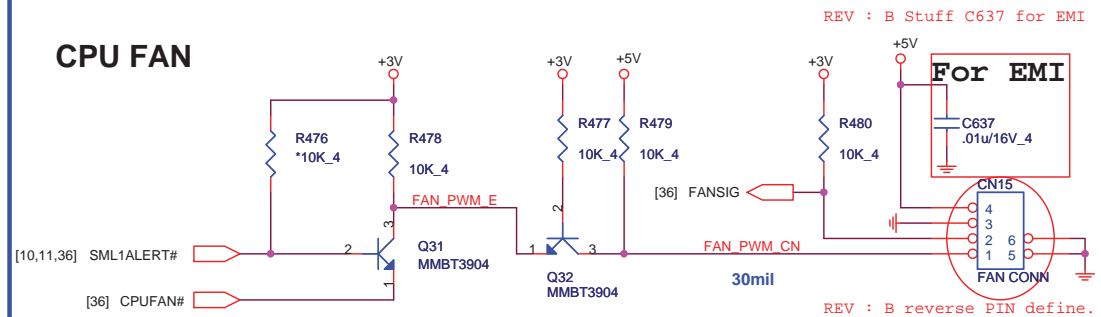 REV : B Stuff C637 for EMI
CPU FAN
+3V
+3V
+5V
+3V
+5V
For EMI
R476
*10K_4
R478
10K_4
R477
10K_4
R479
10K_4
R480
10K_4
C637
.01u/16V_4
[36] FANSIG
CN15
FAN_PWM_E
3
2
4
3
2
1
6
5
[10,11,36] SML1ALERT#
2
Q31
MMBT3904
1
3
FAN_PWM_CN
Q32
MMBT3904
30mil
FAN CONN
1
[36] CPUFAN#
REV : B reverse PIN define.